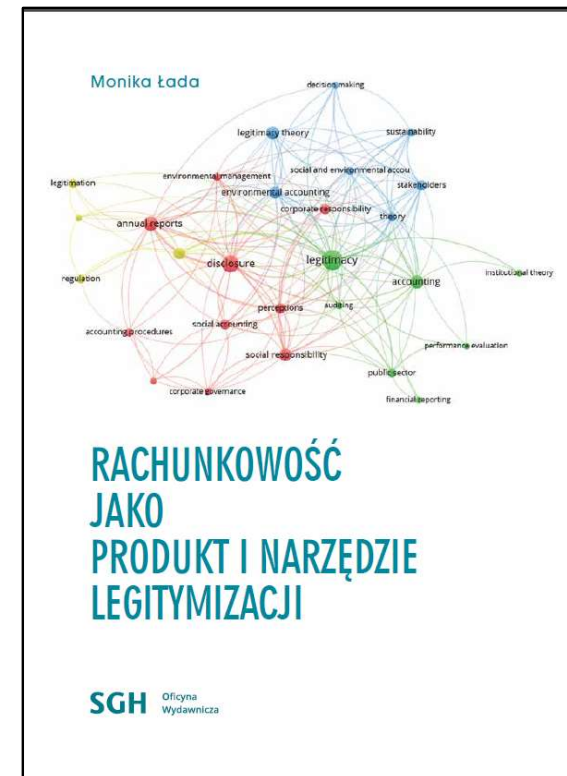 Monika Łada
decision making
legitimacy theory
sustainability
environmental management
social and environmental accou
legitimation
environmental accounting
stakeholders
corporate responsibility
annual reports
theory
disclosure
legitimacy
institutional theory
regulation
accounting
perceptions
auditing
social accounting
accounting procedures
performance evaluation
social responsibility
public sector
corporate governance
financial reporting
RACHUNKOWOŚĆ
JAKO
PRODUKT I NARZĘDZIE
LEGITYMIZACJI
SGH Oficyna
Wydawnicza